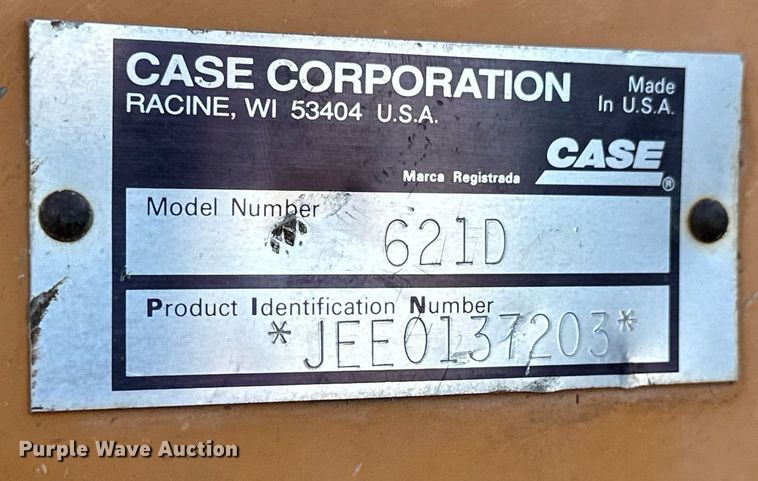 CASE CORPORATION
RACINE, WI 53404 U.S.A.
Made
In U.S.A.
CASE
Marca Registrada
®
Model Number
621D
Product Identification Number
*JEE0137203*
Purple Wave Auction